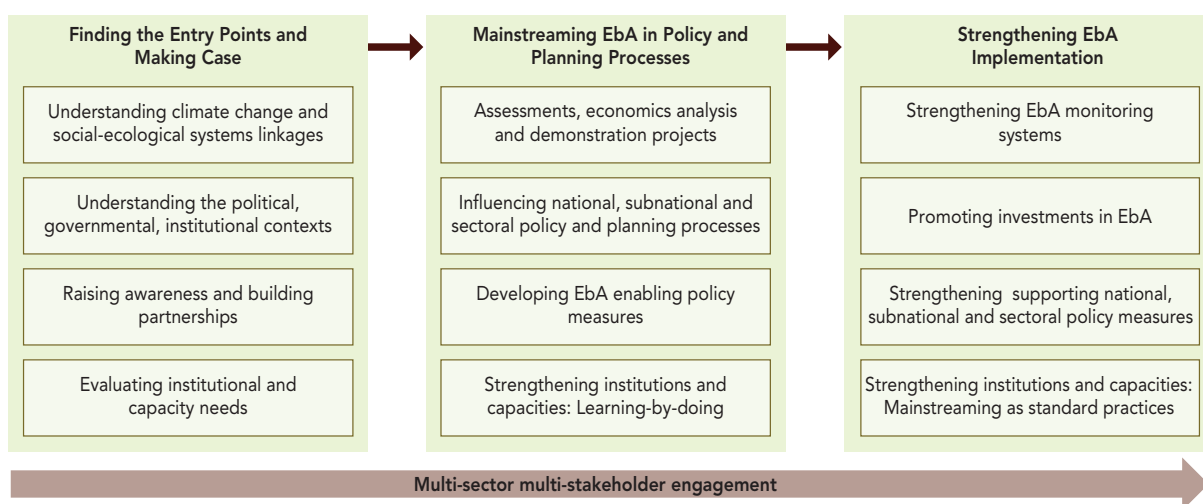 Finding the Entry Points and
Making Case
Understanding climate change and
social-ecological systems linkages
Understanding the political,
governmental, institutional contexts
Raising awareness and building
partnerships
Evaluating institutional and
capacity needs
Mainstreaming EbA in Policy and
Planning Processes
Assessments, economics analysis
and demonstration projects
Influencing national, subnational and
sectoral policy and planning processes
Developing EbA enabling policy
measures
Strengthening institutions and
capacities: Learning-by-doing
Strengthening EbA
Implementation
Strengthening EbA monitoring
systems
Promoting investments in EbA
Strengthening supporting national,
subnational and sectoral policy measures
Strengthening institutions and capacities:
Mainstreaming as standard practices
Multi-sector multi-stakeholder engagement